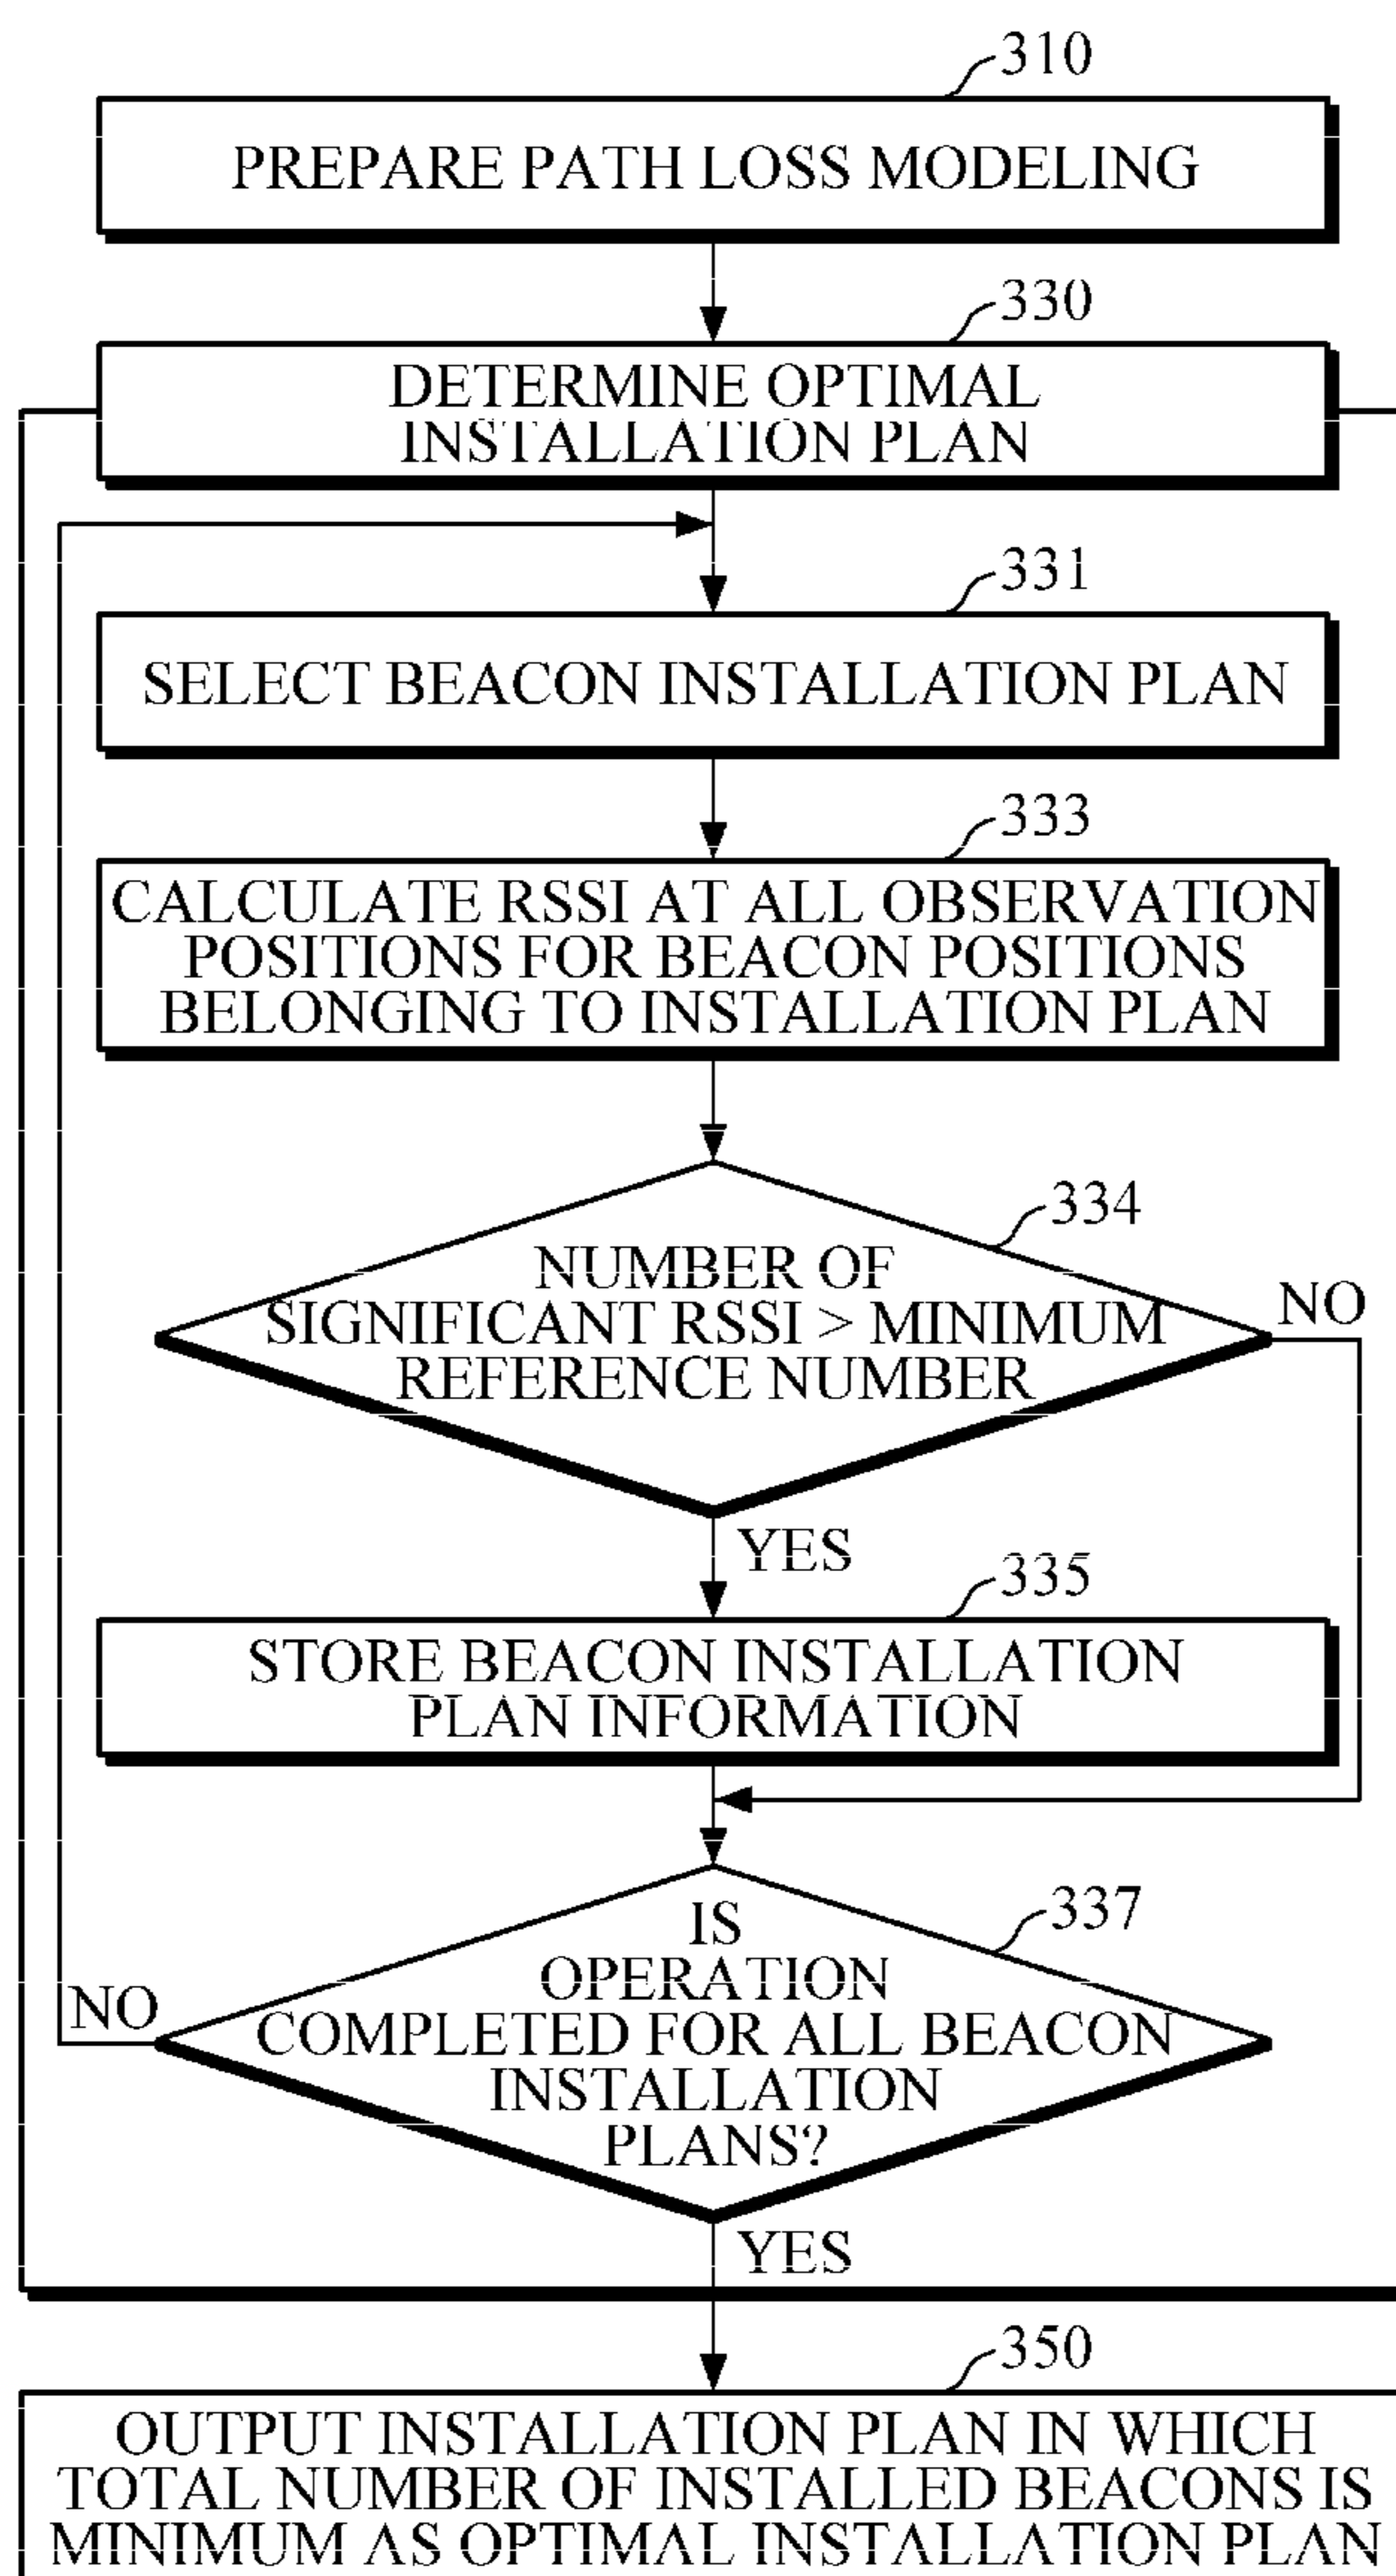 310
PREPARE PATH LOSS MODELING
330
DETERMINE OPTIMAL
INSTALLATION PLAN
331
SELECT BEACON INSTALLATION PLAN
333
CALCULATE RSSI AT ALL OBSERVATION
POSITIONS FOR BEACON POSITIONS
BELONGING TO INSTALLATION PLAN
334
NUMBER OF
SIGNIFICANT RSSI > MINIMUM
REFERENCE NUMBER
NO
YES
335
STORE BEACON INSTALLATION
PLAN INFORMATION
337
IS
OPERATION
COMPLETED FOR ALL BEACON
INSTALLATION
PLANS?
NO
YES
350
OUTPUT INSTALLATION PLAN IN WHICH
TOTAL NUMBER OF INSTALLED BEACONS IS
MINIMUM AS OPTIMAL INSTALLATION PLAN